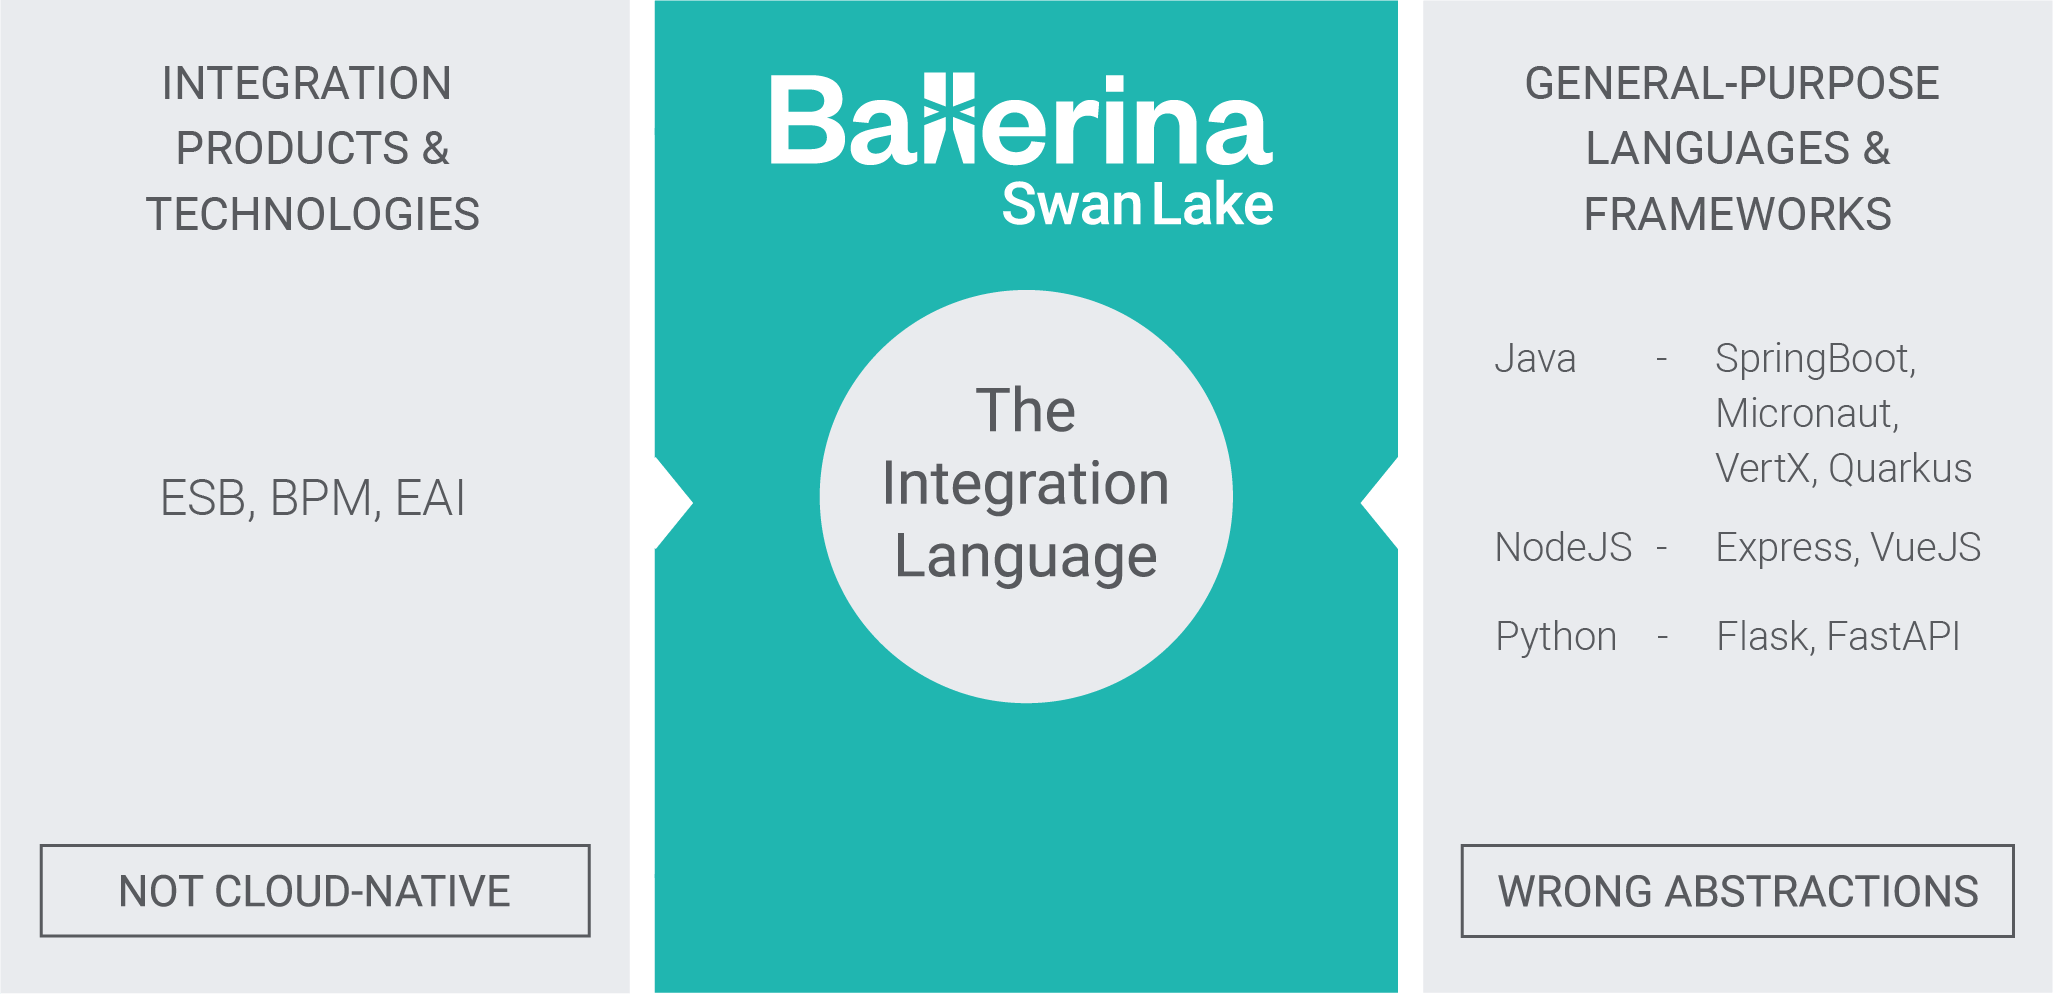 INTEGRATION
PRODUCTS &
TECHNOLOGIES
ESB, BPM, EAI
NOT CLOUD-NATIVE
Ballerina
Swan Lake
The
Integration
Language
GENERAL-PURPOSE
LANGUAGES &
FRAMEWORKS
Java - SpringBoot,
Micronaut,
VertX, Quarkus
NodeJS - Express, VueJS
Python - Flask, FastAPI
WRONG ABSTRACTIONS